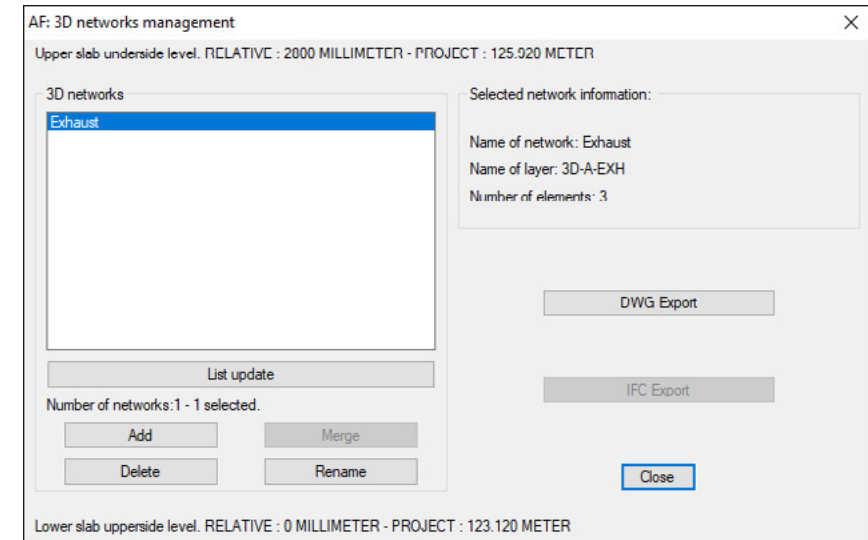 AF: 3D networks management
Upper slab underside level. RELATIVE : 2800 MILLIMETER - PROJECT : 125.920 METER
3D networks
Exhaust
List update
Number of networks:1 - 1 selected.
Add
Merge
Delete
Rename
Selected network information:
Name of network: Exhaust
Name of layer: 3D-A-EXH
Number of elements: 3
DWG Export
IFC Export
Close
Lower slab upperside level. RELATIVE : 0 MILLIMETER - PROJECT : 123.120 METER